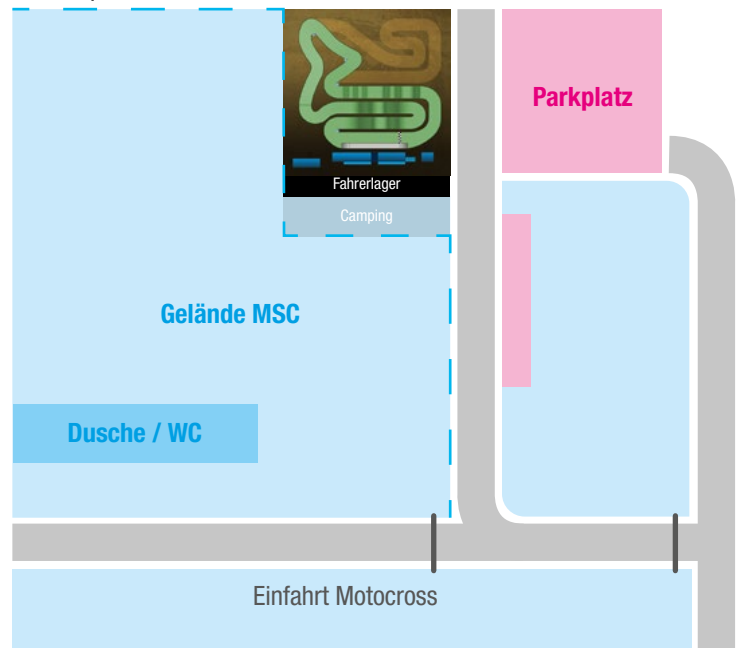 Parkplatz
Fahrerlager
Camping
Gelände MSC
Dusche / WC
Einfahrt Motocross